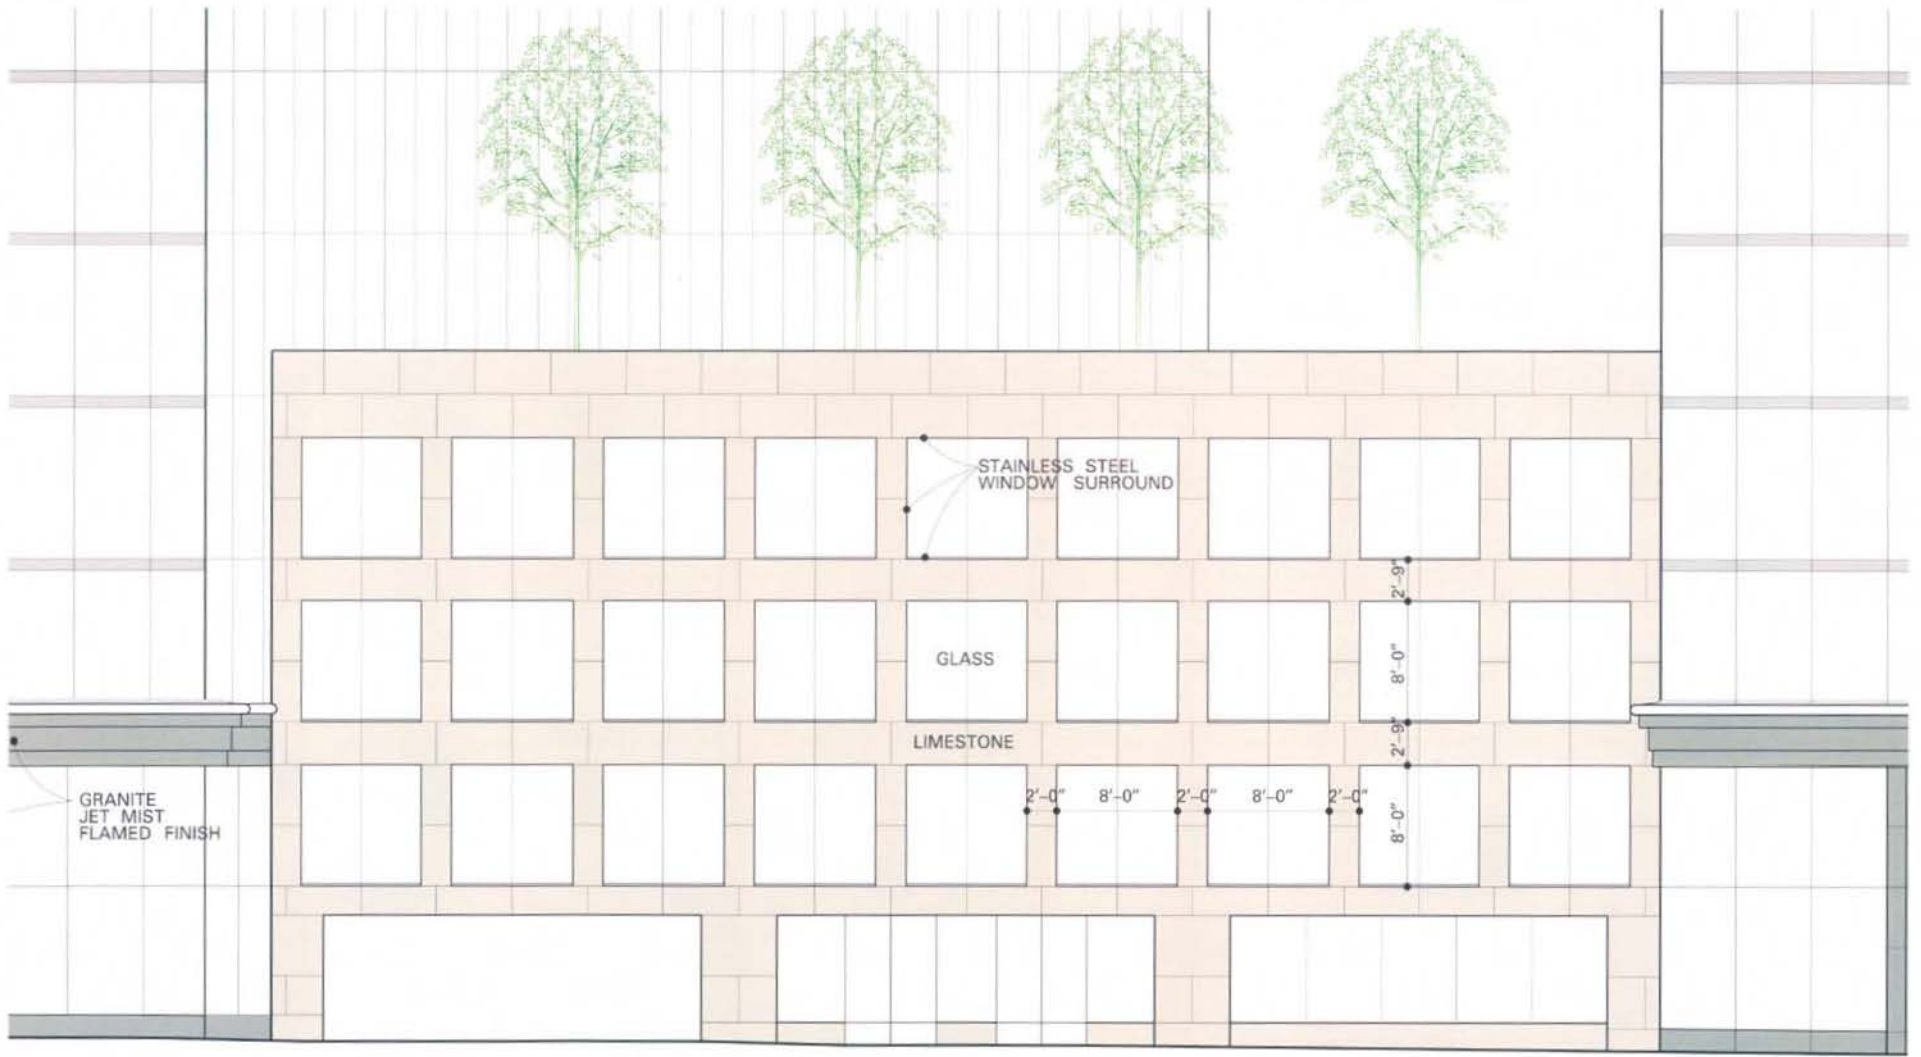 STAINLESS STEEL
WINDOW SURROUND
2'-9"
GLASS
8'-0"
LIMESTONE
2'-9"
2'-0"
8'-0"
2'-0"
8'-0"
2'-0"
8'-0"
GRANITE
JET MIST
FLAMED FINISH